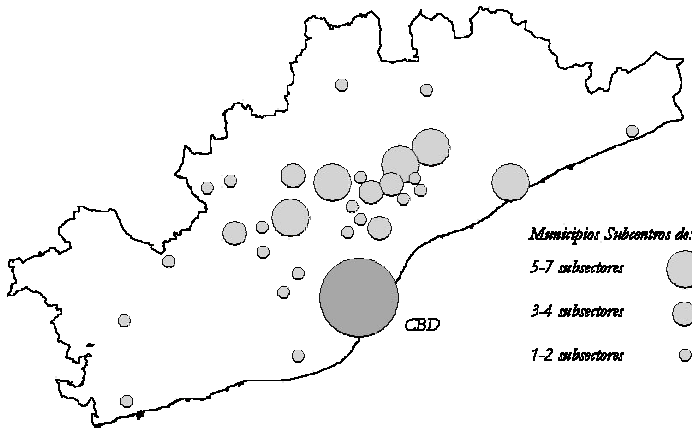 Municipios Subcentros de:
5-7 subsectores
3-4 subsectores
CBD
1-2 subsectores